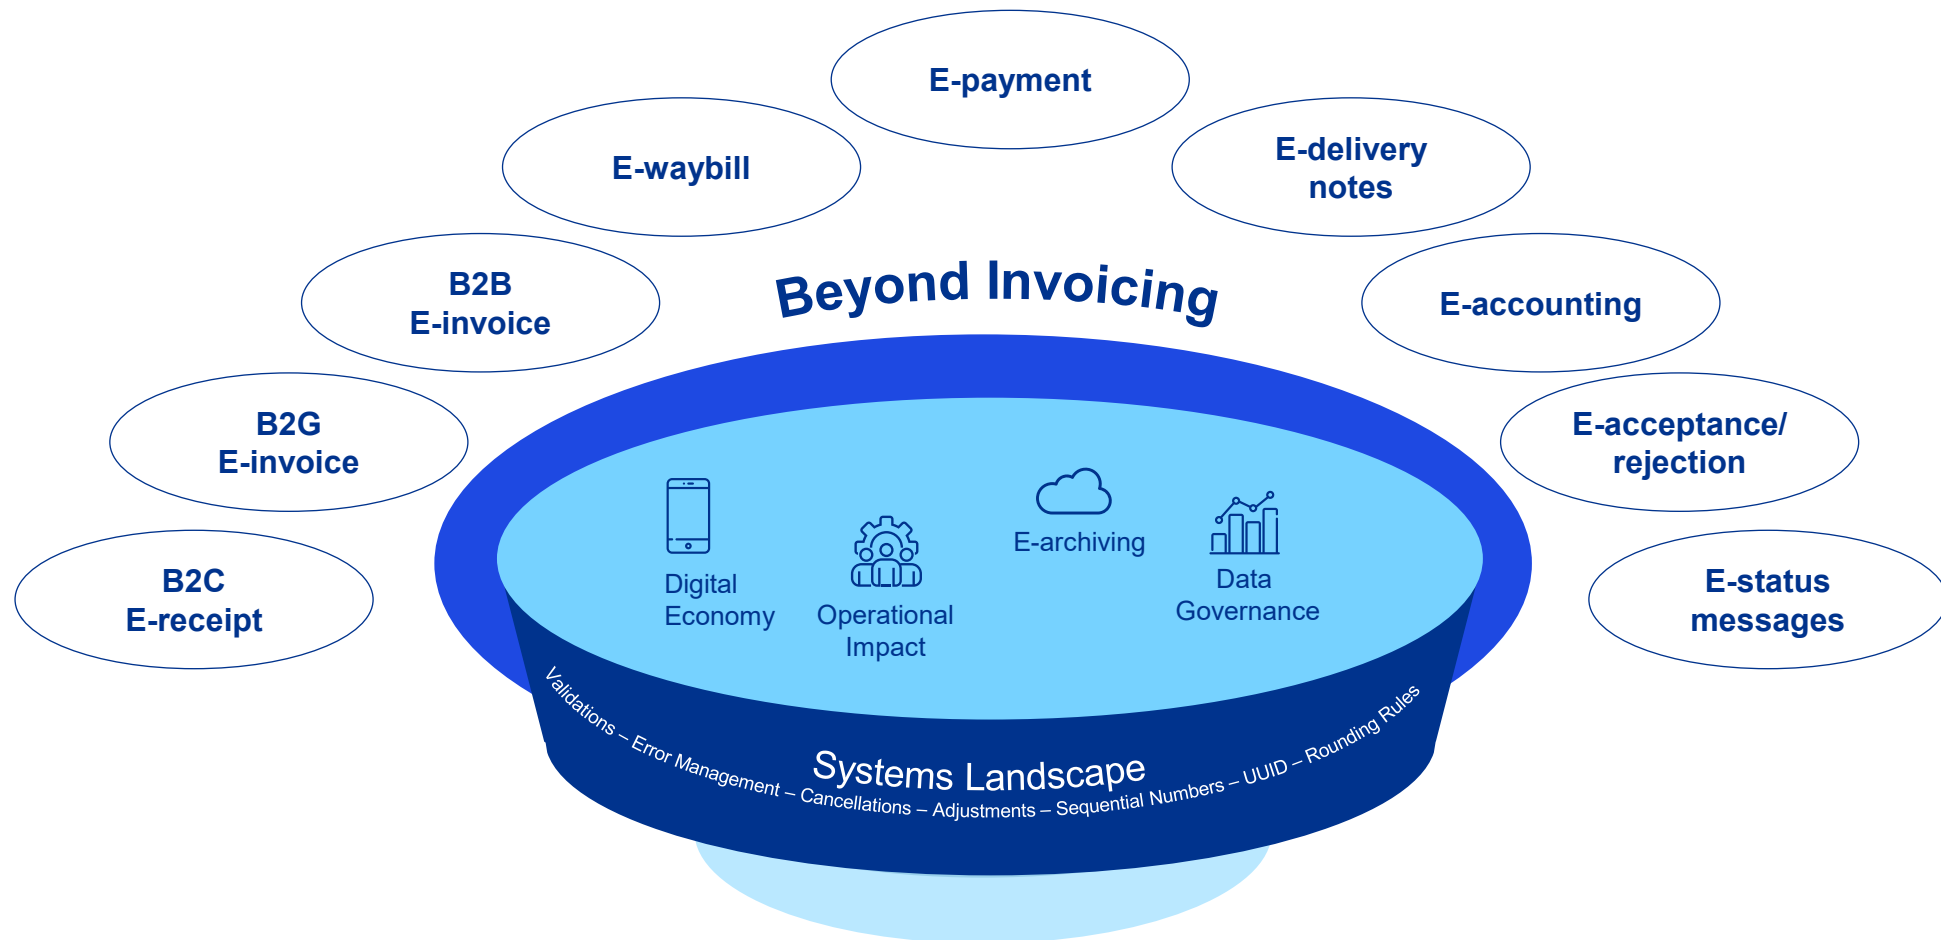 E-payment
E-waybill
E-delivery
notes
B2B
E-invoice
Beyond Invoicing
E-accounting
B2G
E-invoice
E-acceptance/
rejection
B2C
E-receipt
Digital
Economy
Operational
Impact
E-archiving
Data
Governance
E-status
messages
Systems Landscape
Validations – Error Management – Cancellations – Adjustments – Sequential Numbers – UUID – Rounding Rules